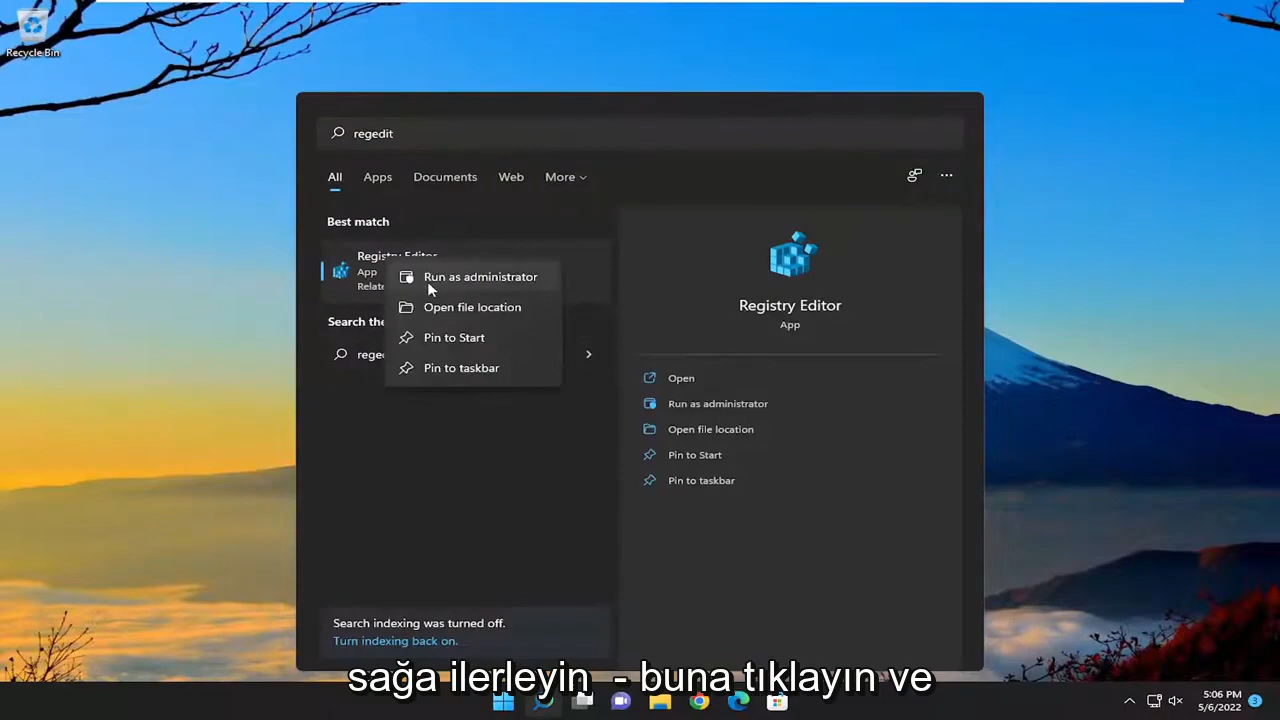 Recycle Bin
regedit
All Apps Documents Web More
Best match
Registry Editor
App
Run as administrator
Open file location
Pin to Start
Pin to taskbar
Registry Editor
App
Open
Run as administrator
Open file location
Pin to Start
Pin to taskbar
Search indexing was turned off.
Turn indexing back on.
sağa ilerleyin - buna tıklayın ve
5:06 PM
5/6/2022
3